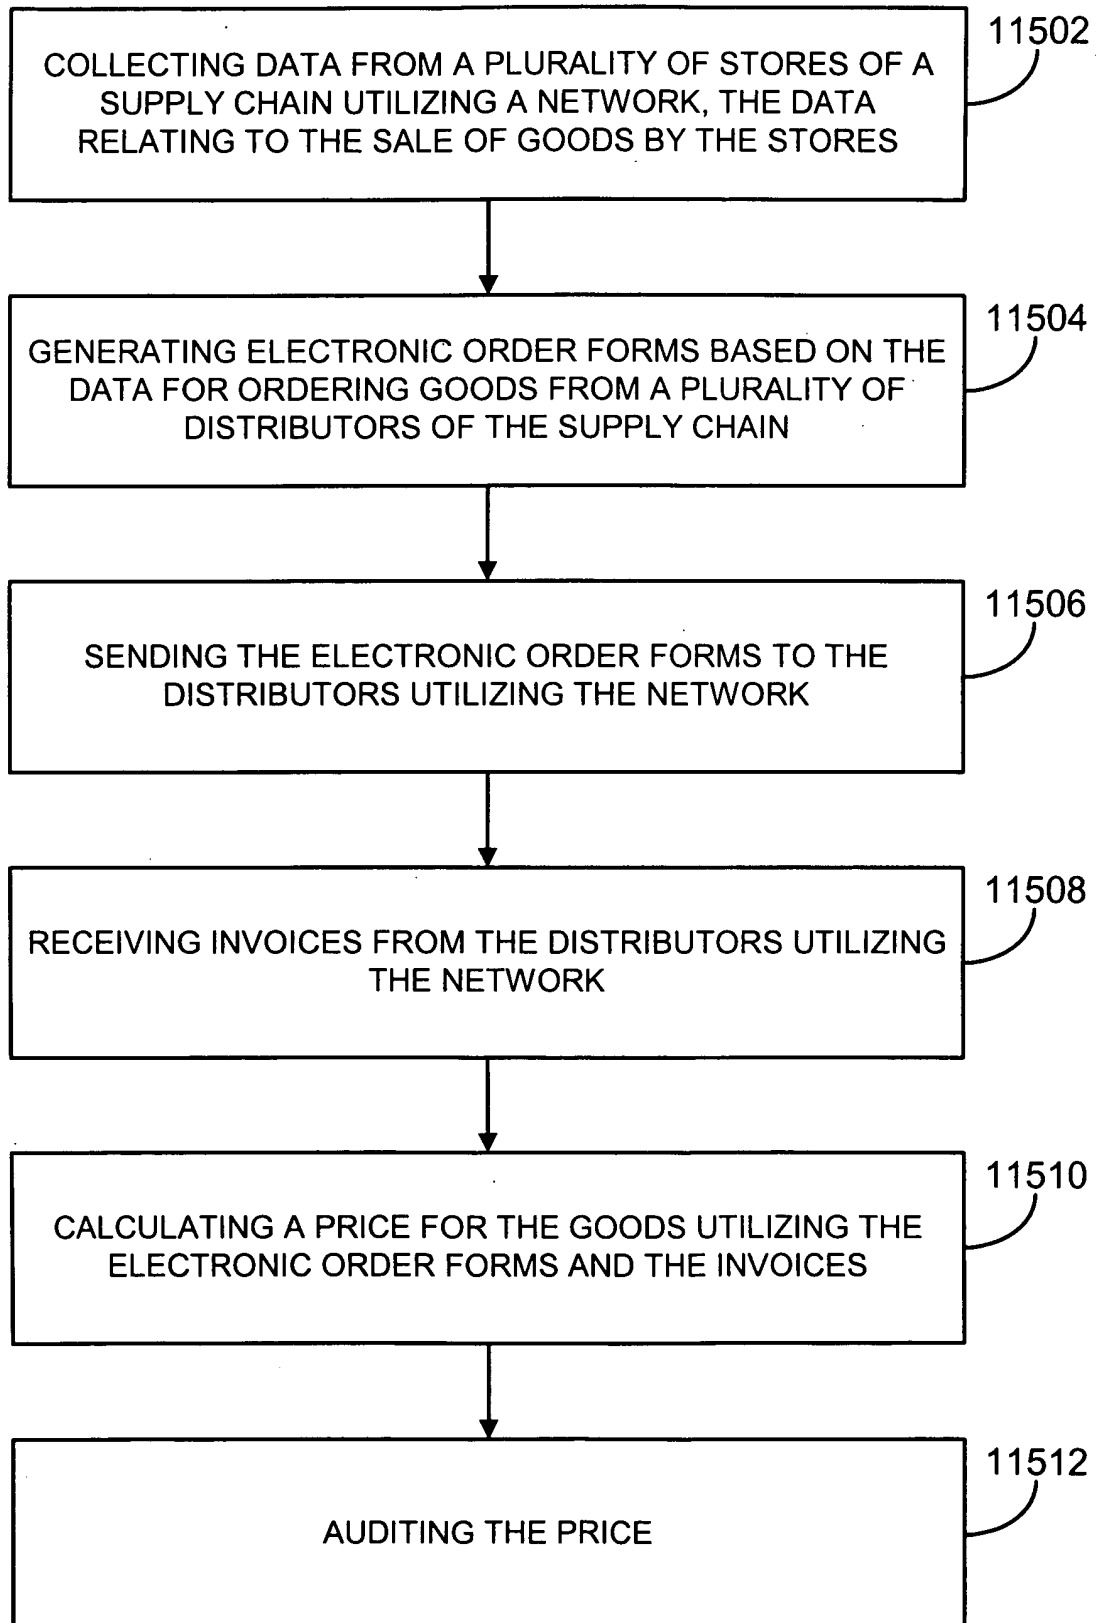 11502
COLLECTING DATA FROM A PLURALITY OF STORES OF A
SUPPLY CHAIN UTILIZING A NETWORK, THE DATA
RELATING TO THE SALE OF GOODS BY THE STORES
11504
GENERATING ELECTRONIC ORDER FORMS BASED ON THE
DATA FOR ORDERING GOODS FROM A PLURALITY OF
DISTRIBUTORS OF THE SUPPLY CHAIN
11506
SENDING THE ELECTRONIC ORDER FORMS TO THE
DISTRIBUTORS UTILIZING THE NETWORK
11508
RECEIVING INVOICES FROM THE DISTRIBUTORS UTILIZING
THE NETWORK
11510
CALCULATING A PRICE FOR THE GOODS UTILIZING THE
ELECTRONIC ORDER FORMS AND THE INVOICES
11512
AUDITING THE PRICE